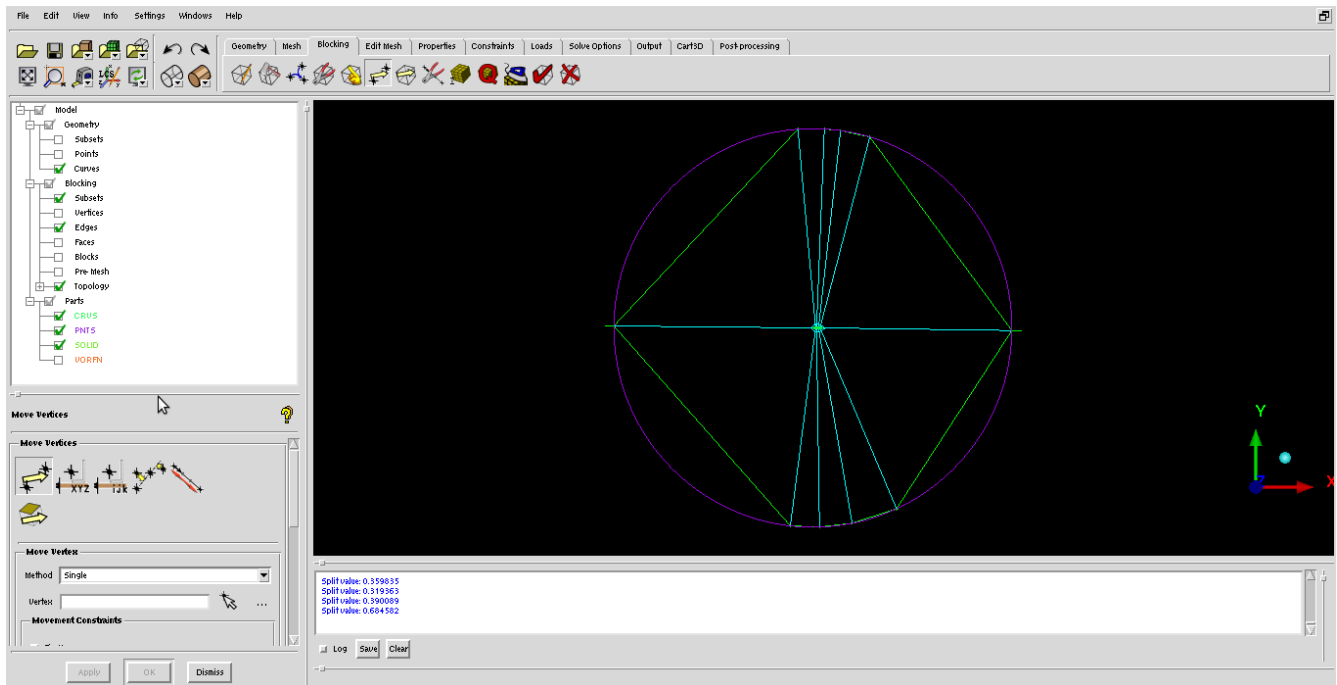 File Edit View Info Settings Windows Help
Geometry Mesh Blocking Edit Mesh Properties Constraints Loads Solve Options Output Cart3D Post-processing
LCS
Model
Geometry
Subsets
Points
Curves
Blocking
Subsets
Vertices
Edges
Faces
Blocks
Pre-Mesh
Topology
Parts
CRVS
PNTS
SOLID
VORFN
Move Vertices
Move Vertices
XYZ ijk
Move Vertex
Method Single
Vertex ...
Movement Constraints
Apply OK Dismiss
Y
Z X
Split value: 0.359835
Split value: 0.319363
Split value: 0.390089
Split value: 0.684582
Log Save Clear